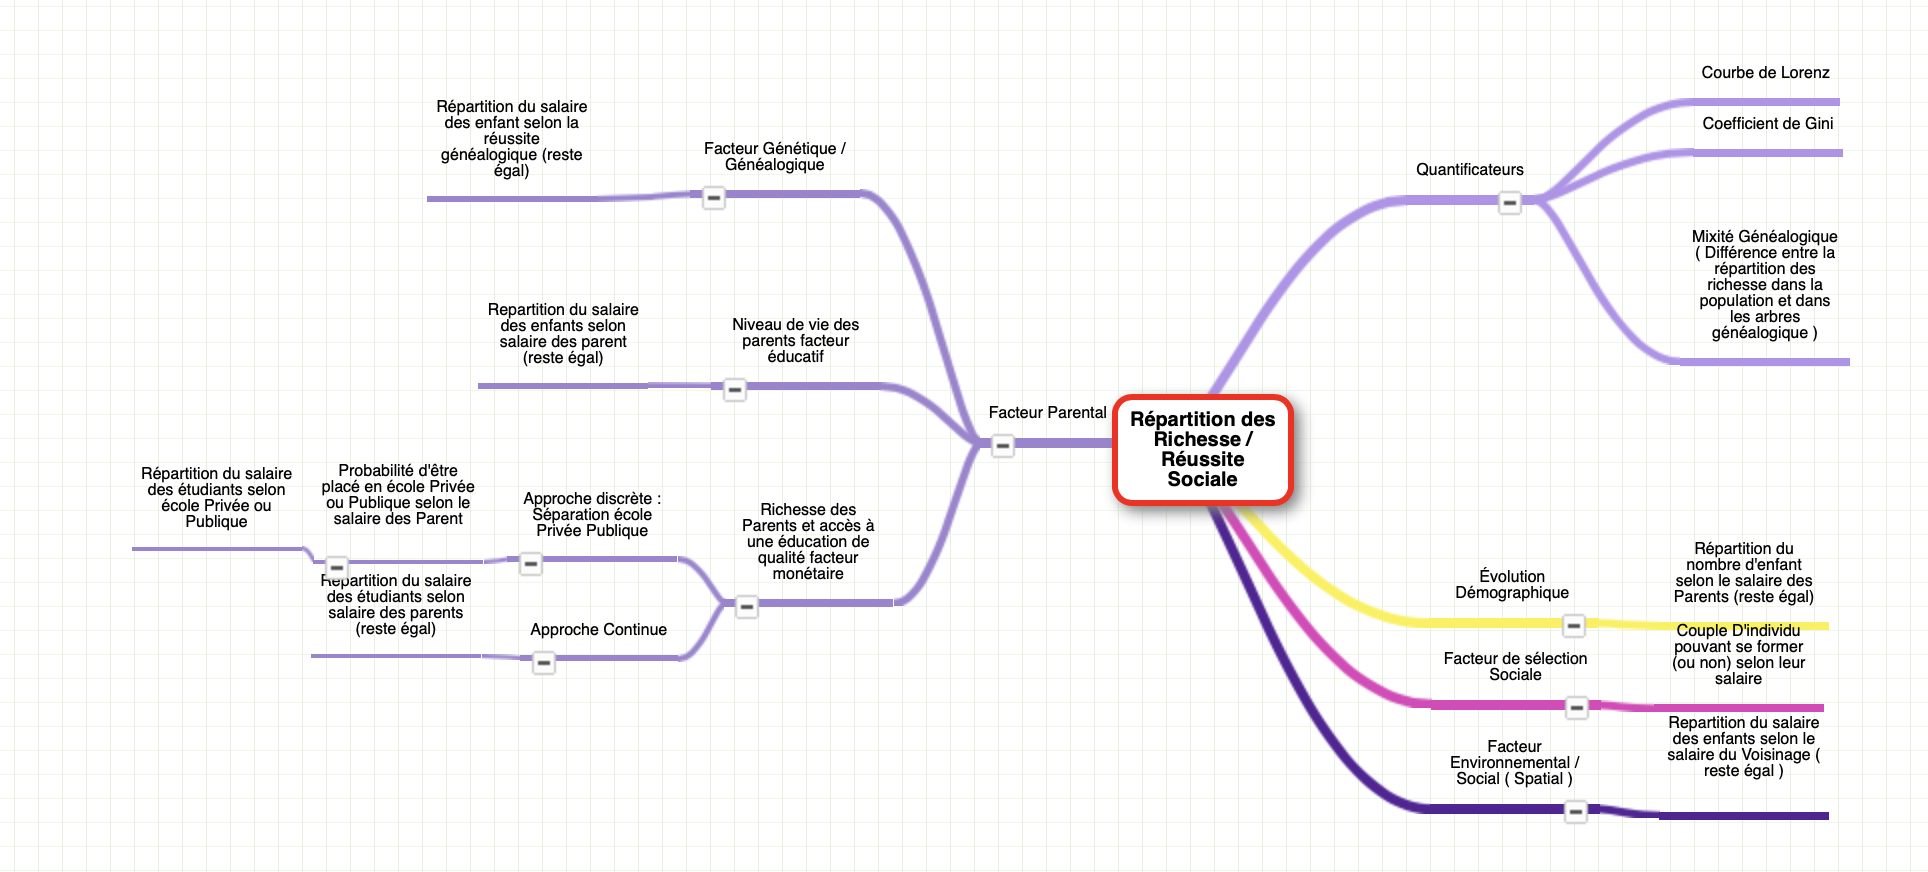 Répartition des
Richesse /
Réussite
Sociale
Quantificateurs
Courbe de Lorenz
Coefficient de Gini
Mixité Généalogique
( Différence entre la
répartition des
richesse dans la
population et dans
les arbres
généalogique )
Évolution
Démographique
Répartition du
nombre d'enfant
selon le salaire des
Parents (reste égal)
Facteur de sélection
Sociale
Couple D'individu
pouvant se former
(ou non) selon leur
salaire
Facteur
Environnemental /
Social ( Spatial )
Repartition du salaire
des enfants selon le
salaire du Voisinage (
reste égal )
Facteur Parental
Facteur Génétique /
Généalogique
Répartition du salaire
des enfant selon la
réussite
généalogique (reste
égal)
Niveau de vie des
parents facteur
éducatif
Repartition du salaire
des enfants selon
salaire des parent
(reste égal)
Richesse des
Parents et accès à
une éducation de
qualité facteur
monétaire
Approche discrète :
Séparation école
Privée Publique
Probabilité d'être
placé en école Privée
ou Publique selon le
salaire des Parent
Répartition du salaire
des étudiants selon
école Privée ou
Publique
Approche Continue
Répartition du salaire
des étudiants selon
salaire des parents
(reste égal)